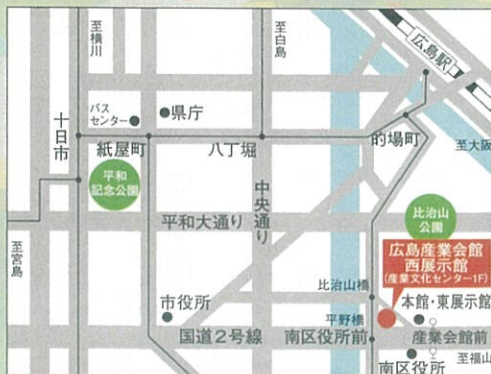 至横川
至白島
広島駅
バス
センター
県庁
十日市
紙屋町
八丁堀
的場町
至大阪
平和
記念公園
中央通り
比治山
公園
平和大通り
至宮島
広島産業会館
西展示館
(産業文化センター1F)
比治山橋
市役所
本館・東展示館
平野橋
国道2号線
南区役所前
産業会館前
至福山
南区役所